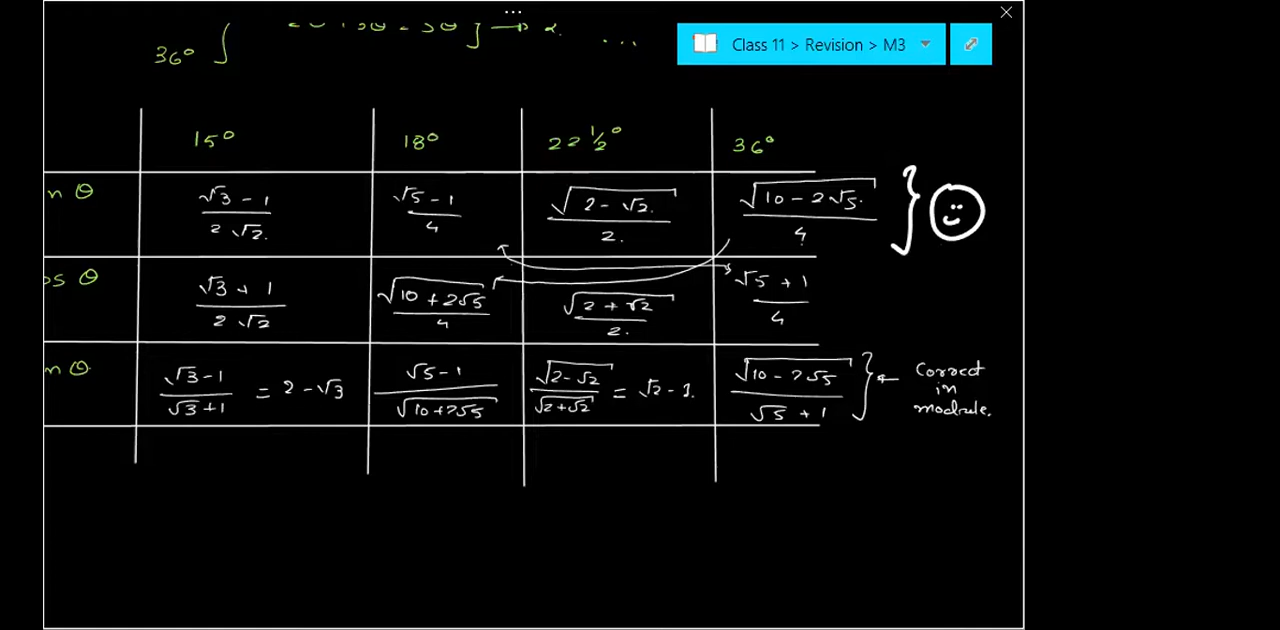 Class 11 > Revision > M3
36°
15° 18° 22 ½° 36°
n θ (√3 - 1)/(2√2) (√5 - 1)/4 √(2 - √2)/2 √(10 - 2√5)/4
os θ (√3 + 1)/(2√2) √(10 + 2√5)/4 √(2 + √2)/2 (√5 + 1)/4
n θ (√3 - 1)/(√3 + 1) = 2 - √3 (√5 - 1)/√(10 + 2√5) √(2 - √2)/√(2 + √2) = √2 - 1 √(10 - 2√5)/(√5 + 1)
Correct
in
module.